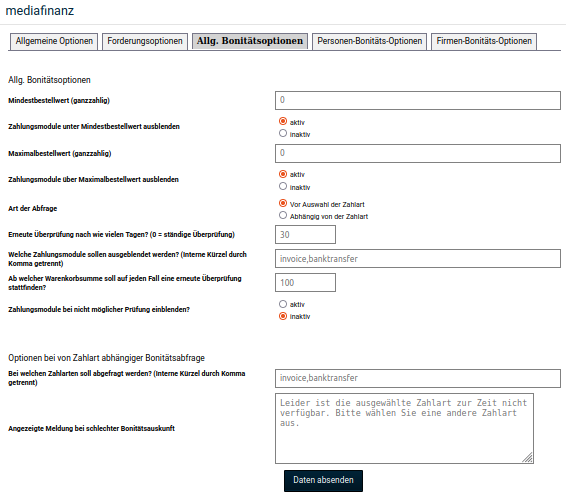 mediafinanz
Allgemeine Optionen Forderungsoptionen Allg. Bonitätsoptionen Personen-Bonitäts-Optionen Firmen-Bonitäts-Optionen
Allg. Bonitätsoptionen
Mindestbestellwert (ganzzahlig) 0
Zahlungsmodule unter Mindestbestellwert ausblenden
aktiv
inaktiv
Maximalbestellwert (ganzzahlig) 0
Zahlungsmodule über Maximalbestellwert ausblenden
aktiv
inaktiv
Art der Abfrage
Vor Auswahl der Zahlart
Abhängig von der Zahlart
Erneute Überprüfung nach wie vielen Tagen? (0 = ständige Überprüfung) 30
Welche Zahlungsmodule sollen ausgeblendet werden? (Interne Kürzel durch
Komma getrennt)
invoice,banktransfer
Ab welcher Warenkorbsumme soll auf jeden Fall eine erneute Überprüfung
stattfinden?
100
Zahlungsmodule bei nicht möglicher Prüfung einblenden?
aktiv
inaktiv
Optionen bei von Zahlart abhängiger Bonitätsabfrage
Bei welchen Zahlarten soll abgefragt werden? (Interne Kürzel durch Komma
getrennt)
invoice,banktransfer
Angezeigte Meldung bei schlechter Bonitätsauskunft
Leider ist die ausgewählte Zahlart zur Zeit nicht
verfügbar. Bitte wählen Sie eine andere Zahlart
aus.
Daten absenden